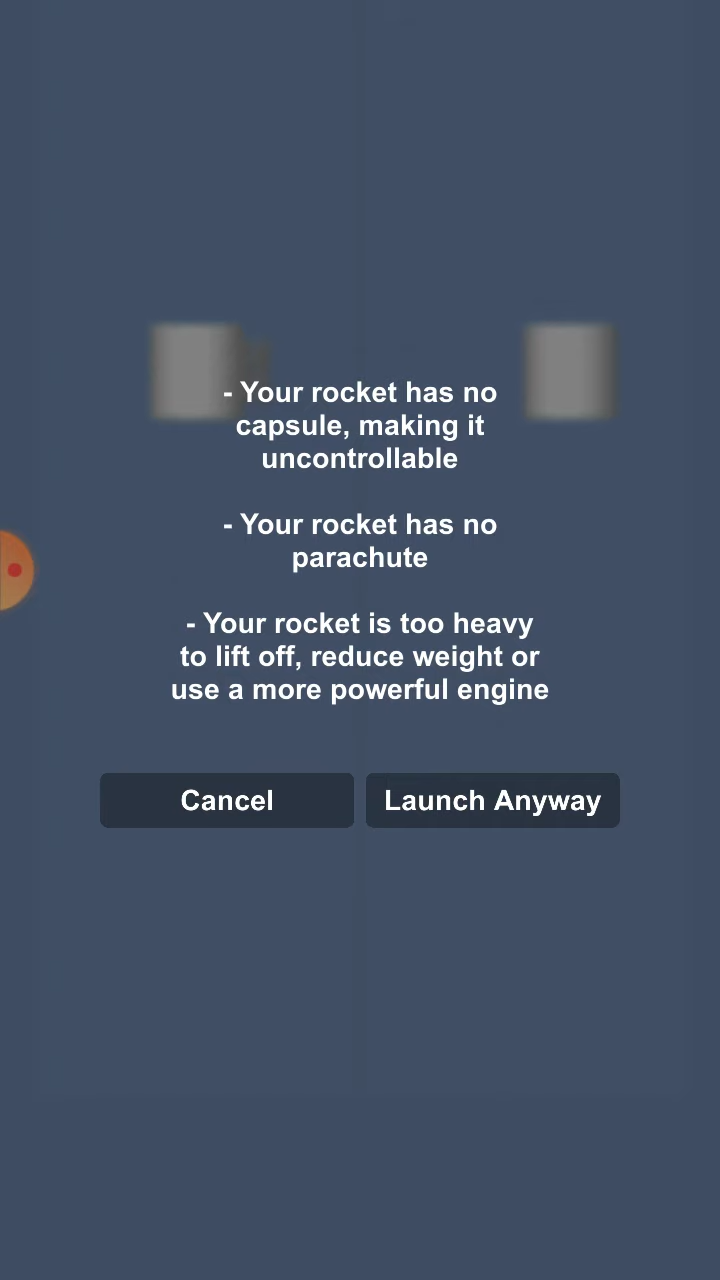 - Your rocket has no
capsule, making it
uncontrollable
- Your rocket has no
parachute
- Your rocket is too heavy
to lift off, reduce weight or
use a more powerful engine
Cancel
Launch Anyway